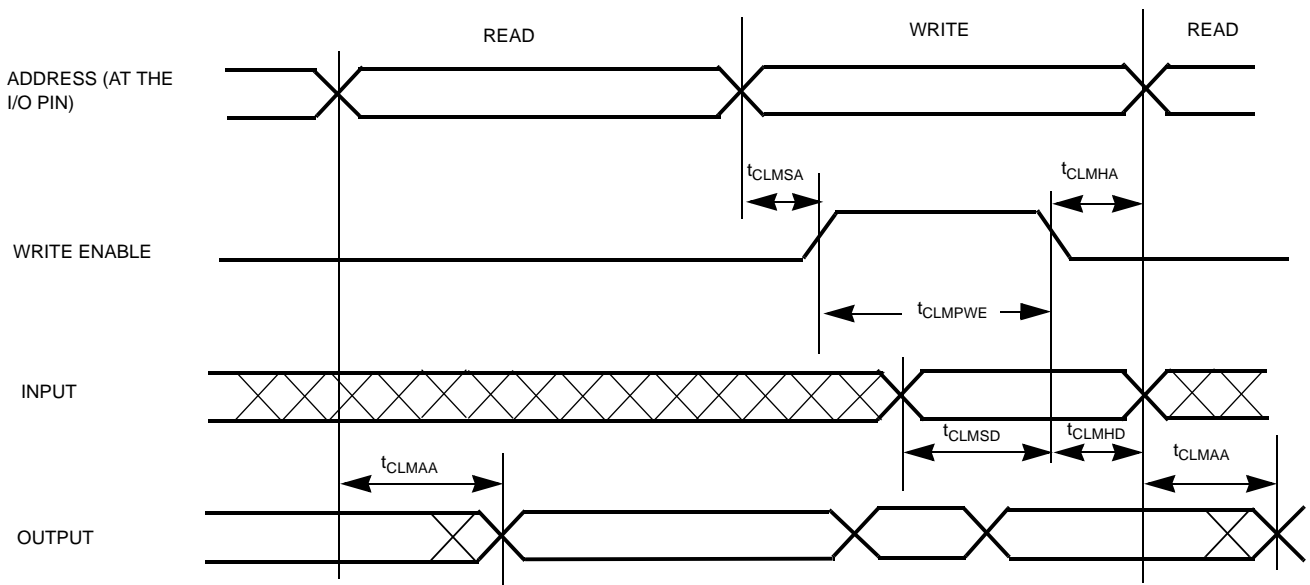 READ
WRITE
READ
ADDRESS (AT THE
I/O PIN)
tCLMSA
tCLMHA
WRITE ENABLE
tCLMPWE
INPUT
tCLMSD
tCLMHD
tCLMAA
tCLMAA
OUTPUT